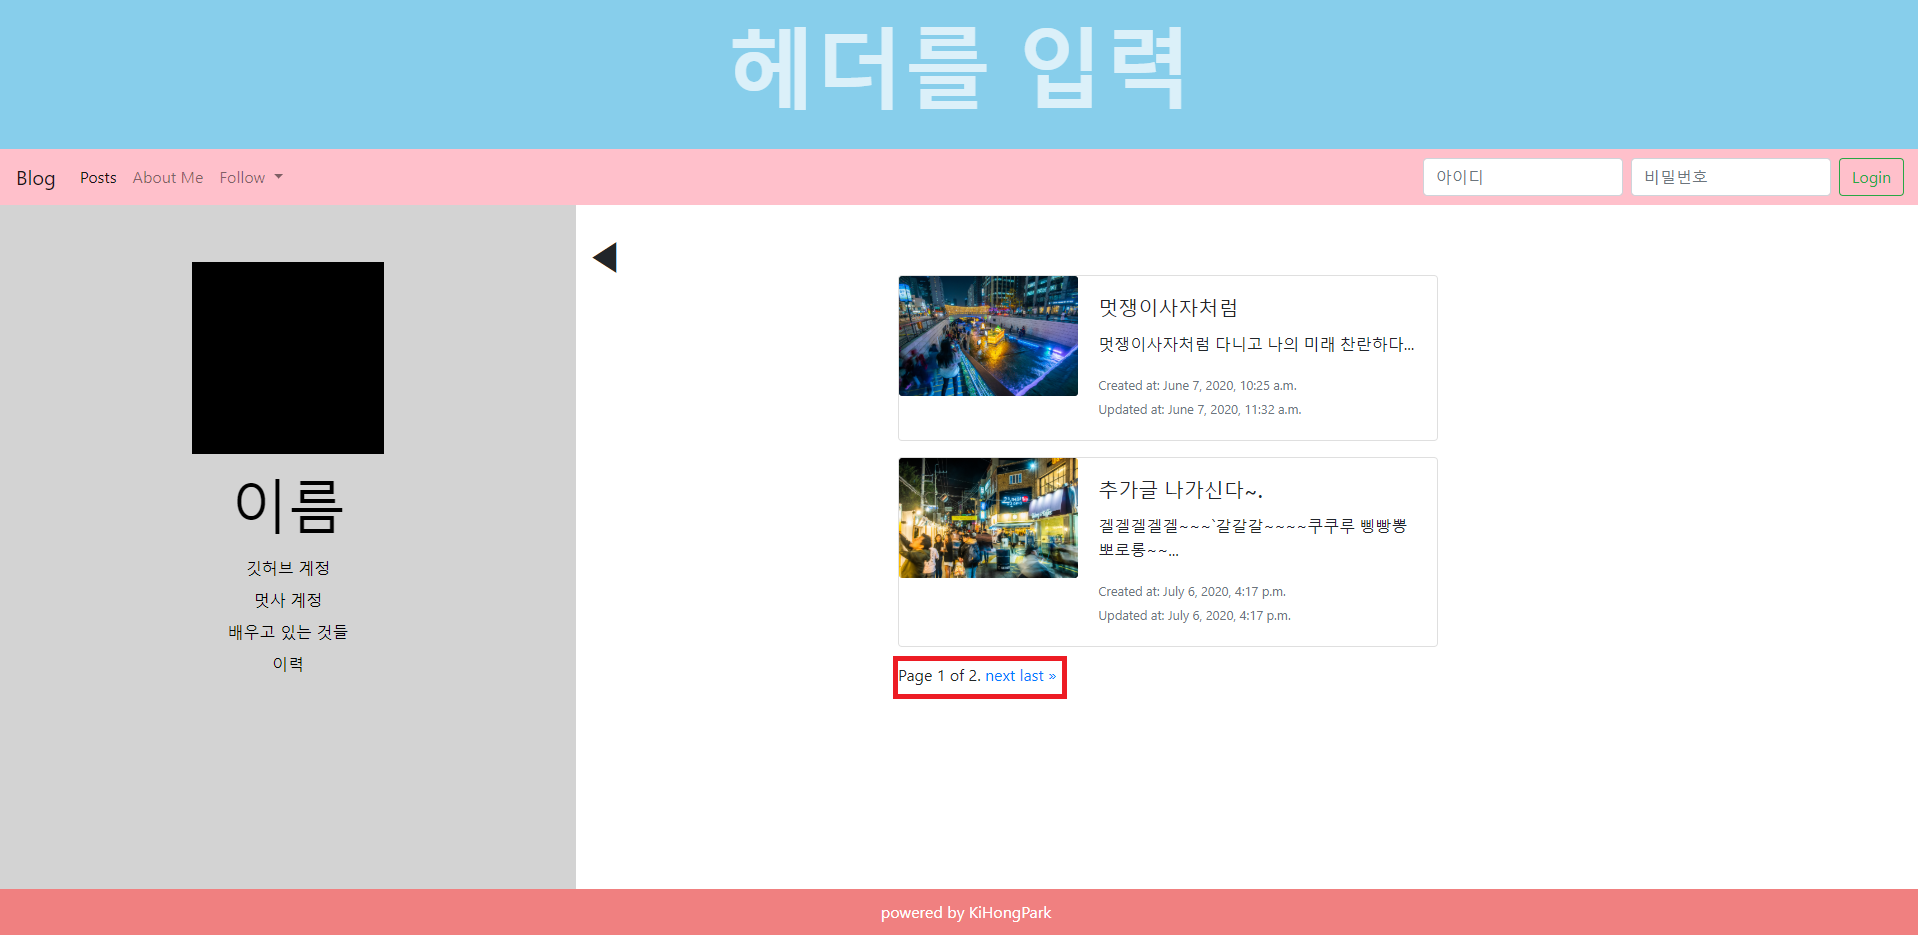 헤더를 입력
Blog Posts About Me Follow 아이디 비밀번호 Login
이름
깃허브 계정
멋사 계정
배우고 있는 것들
이력
멋쟁이사자처럼
멋쟁이사자처럼 다니고 나의 미래 찬란하다...
Created at: June 7, 2020, 10:25 a.m.
Updated at: June 7, 2020, 11:32 a.m.
추가글 나가신다~.
겔겔겔겔겔~~~`갈갈갈~~~~쿠쿠루 삥빵뽕
뽀로롱~~...
Created at: July 6, 2020, 4:17 p.m.
Updated at: July 6, 2020, 4:17 p.m.
Page 1 of 2. next last »
powered by KiHongPark